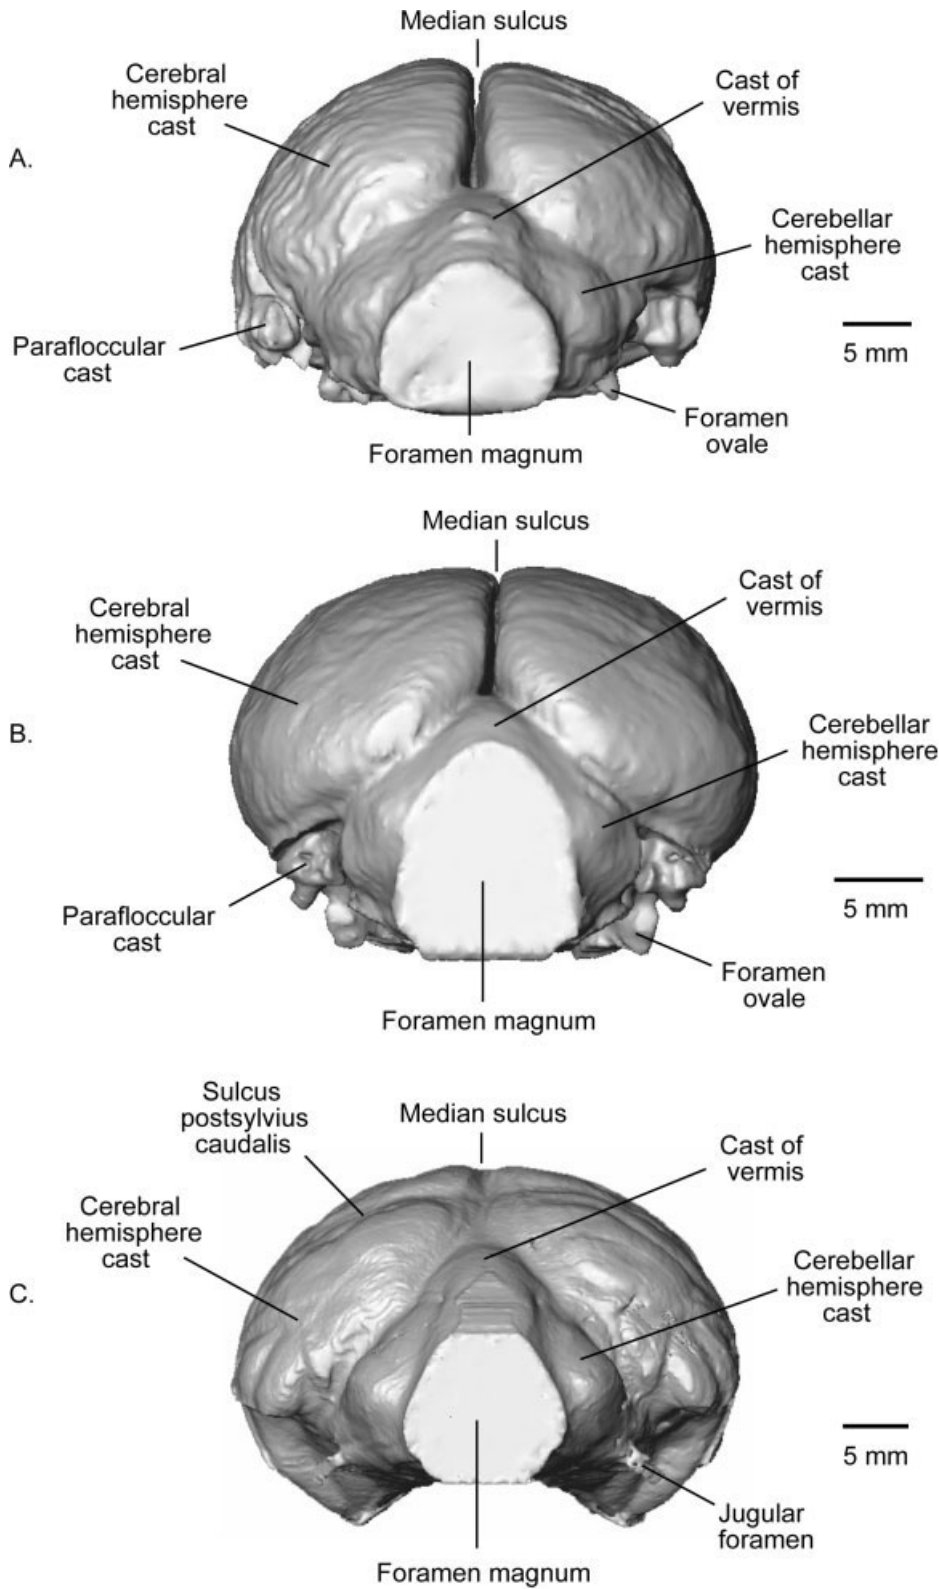 Median sulcus
Cerebral
hemisphere
cast
Cast of
vermis
A.
Cerebellar
hemisphere
cast
Parafloccular
cast
5 mm
Foramen
ovale
Foramen magnum
Median sulcus
Cast of
vermis
Cerebral
hemisphere
cast
B.
Cerebellar
hemisphere
cast
Parafloccular
cast
5 mm
Foramen
ovale
Foramen magnum
Sulcus
postsylvius
caudalis
Median sulcus
Cast of
vermis
Cerebral
hemisphere
cast
C.
Cerebellar
hemisphere
cast
5 mm
Jugular
foramen
Foramen magnum